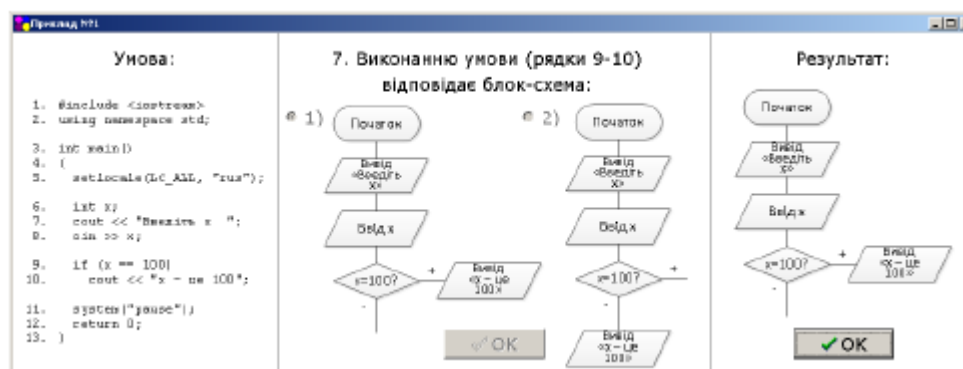 Приклад №1
Умова:
1. #include <iostream>
2. using namespace std;
3. int main()
4. {
5. setlocale(LC_ALL, "rus");
6. int x;
7. cout << "Введіть x ";
8. cin >> x;
9. if (x == 100)
10. cout << "x - це 100";
11. system("pause");
12. return 0;
13. }
7. Виконанню умови (рядки 9-10)
відповідає блок-схема:
1)
Початок
Вивід
«Введіть
x»
Ввід x
x=100?
+
-
Вивід
«x – це
100»
2)
Початок
Вивід
«Введіть
x»
Ввід x
x=100?
+
-
Вивід
«x – це
100»
OK
Результат:
Початок
Вивід
«Введіть
x»
Ввід x
x=100?
+
-
Вивід
«x – це
100»
OK